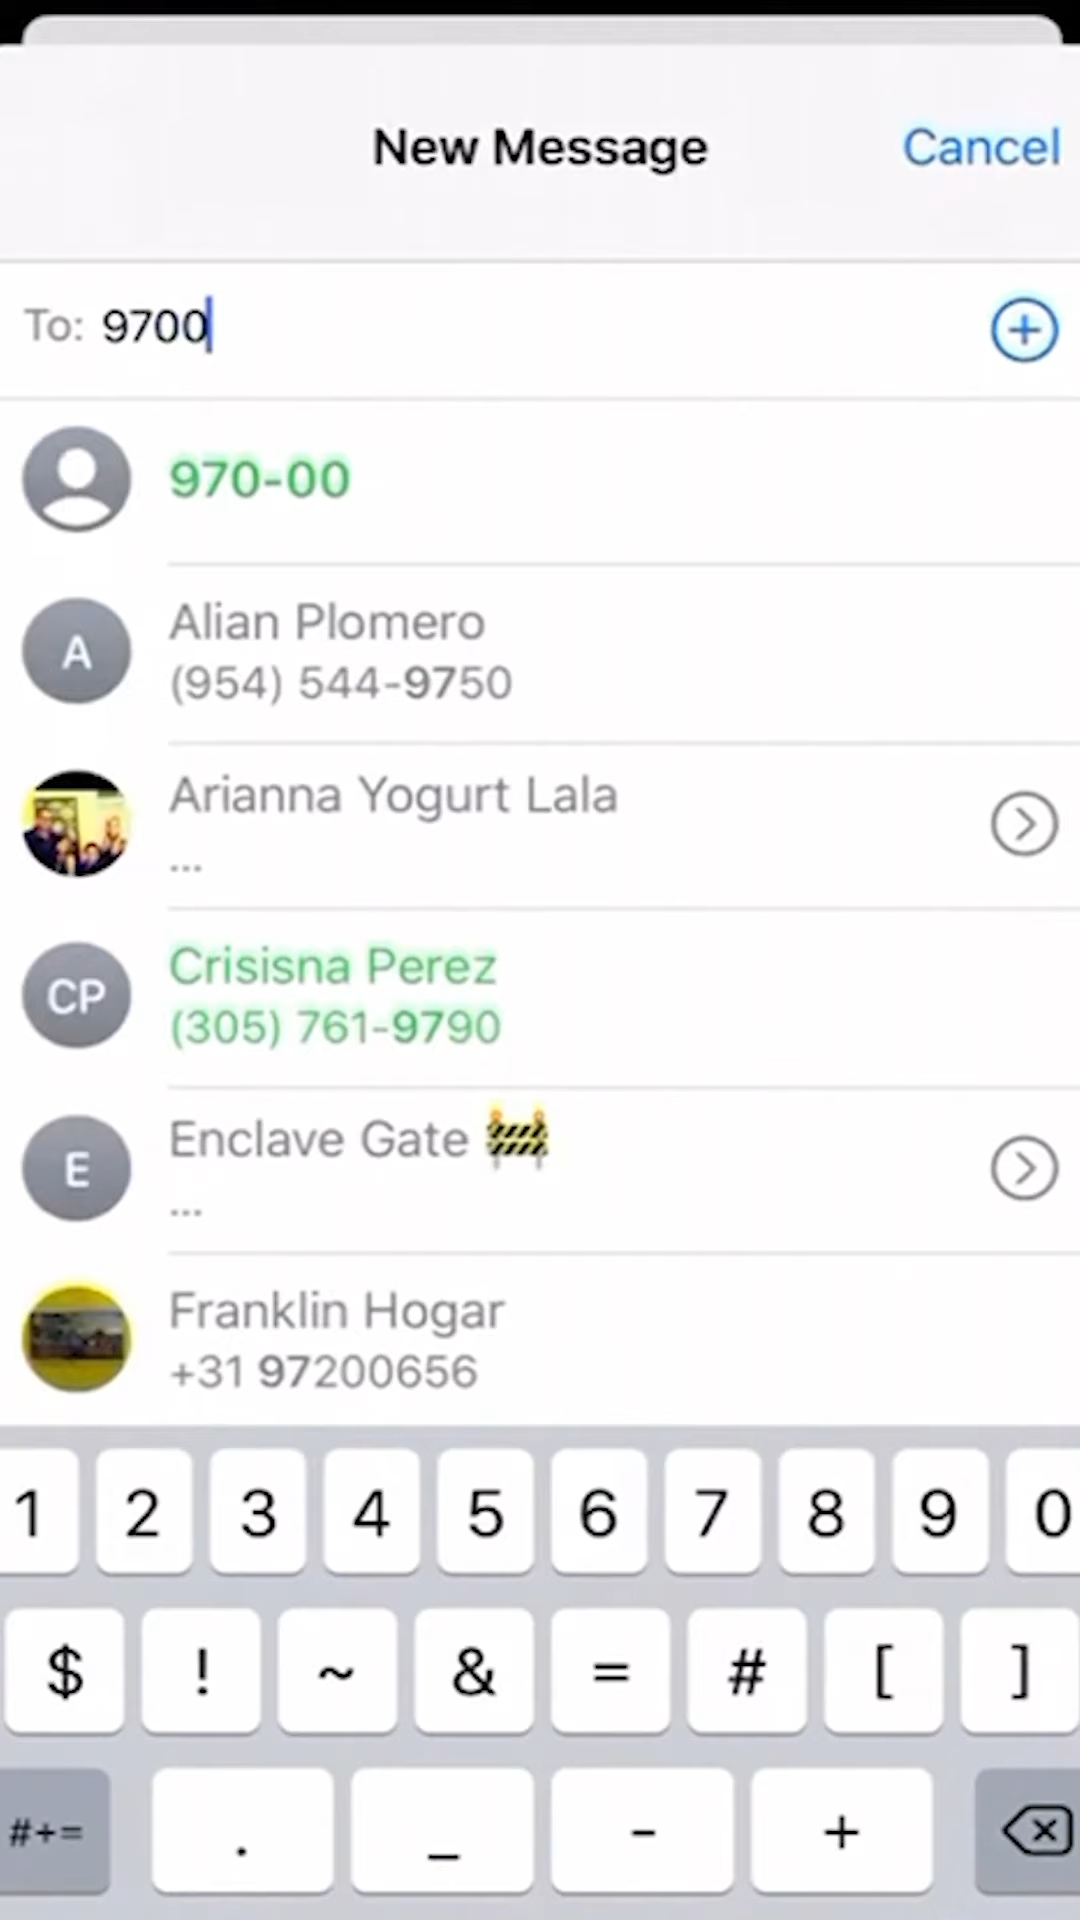 New Message Cancel
To: 9700
970-00
A Alian Plomero
(954) 544-9750
Arianna Yogurt Lala
...
CP Crisisna Perez
(305) 761-9790
E Enclave Gate 🚧
...
Franklin Hogar
+31 97200656
1 2 3 4 5 6 7 8 9 0
$ ! ~ & = # [ ]
#+= . _ - +